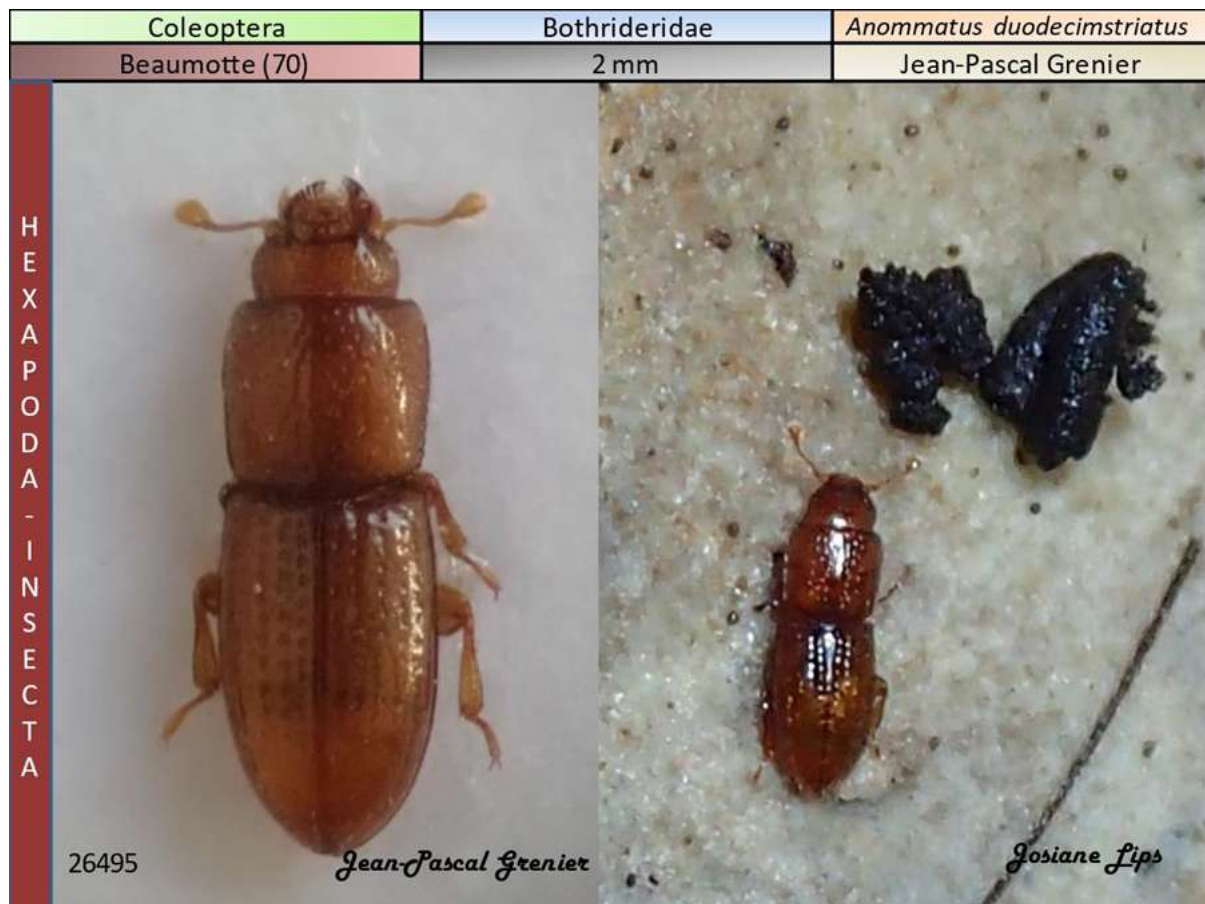 Coleoptera
Bothrideridae
Anommatus duodecimstriatus
Beaumotte (70)
2 mm
Jean-Pascal Grenier
HEXAPODA-INSECTA
26495
Jean-Pascal Grenier
Josiane Lips